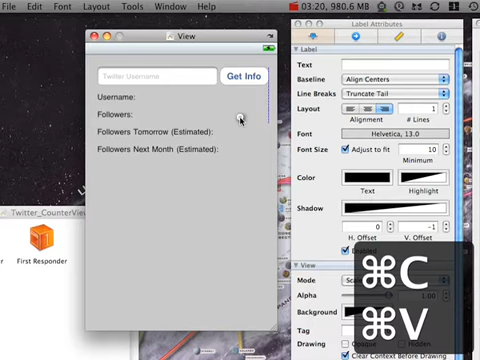 File Edit Font Layout Tools Window Script Help
03:20, 980.6 MB
View
Twitter Username
Get Info
Username:
Followers:
Followers Tomorrow (Estimated):
Followers Next Month (Estimated):
Twitter_CounterView
First Responder
Label Attributes
Label
Text
Baseline Align Centers
Line Breaks Truncate Tail
Layout 1
Alignment # Lines
Font Helvetica, 13.0
Font Size Adjust to fit 10
Minimum
Color
Text Highlight
Shadow
0 -1
H. Offset V. Offset
Enabled
View
Mode
Alpha 1.00
Background
Tag
Drawing Opaque Hidden
Clear Context Before Drawing
⌘C
⌘V